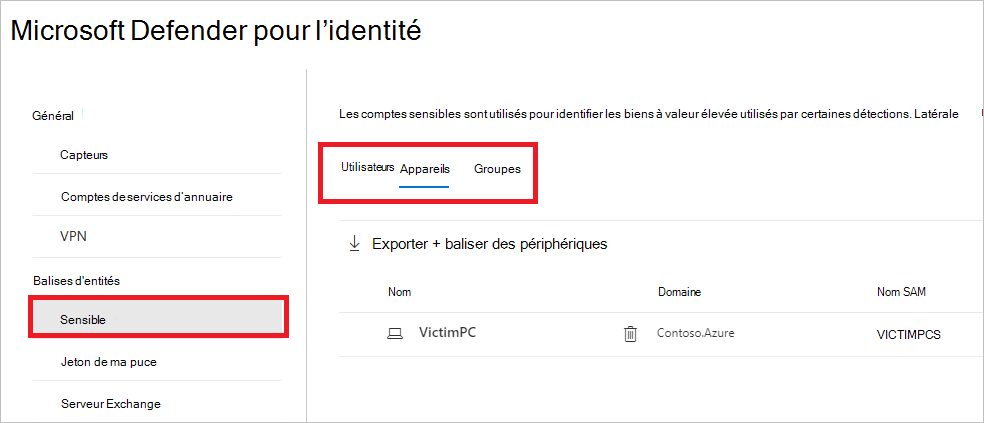 Microsoft Defender pour l’identité
Général
Capteurs
Comptes de services d’annuaire
VPN
Balises d'entités
Sensible
Jeton de ma puce
Serveur Exchange
Les comptes sensibles sont utilisés pour identifier les biens à valeur élevée utilisés par certaines détections. Latérale
Utilisateurs Appareils Groupes
Exporter + baliser des périphériques
Nom Domaine Nom SAM
VictimPC Contoso.Azure VICTIMPCS